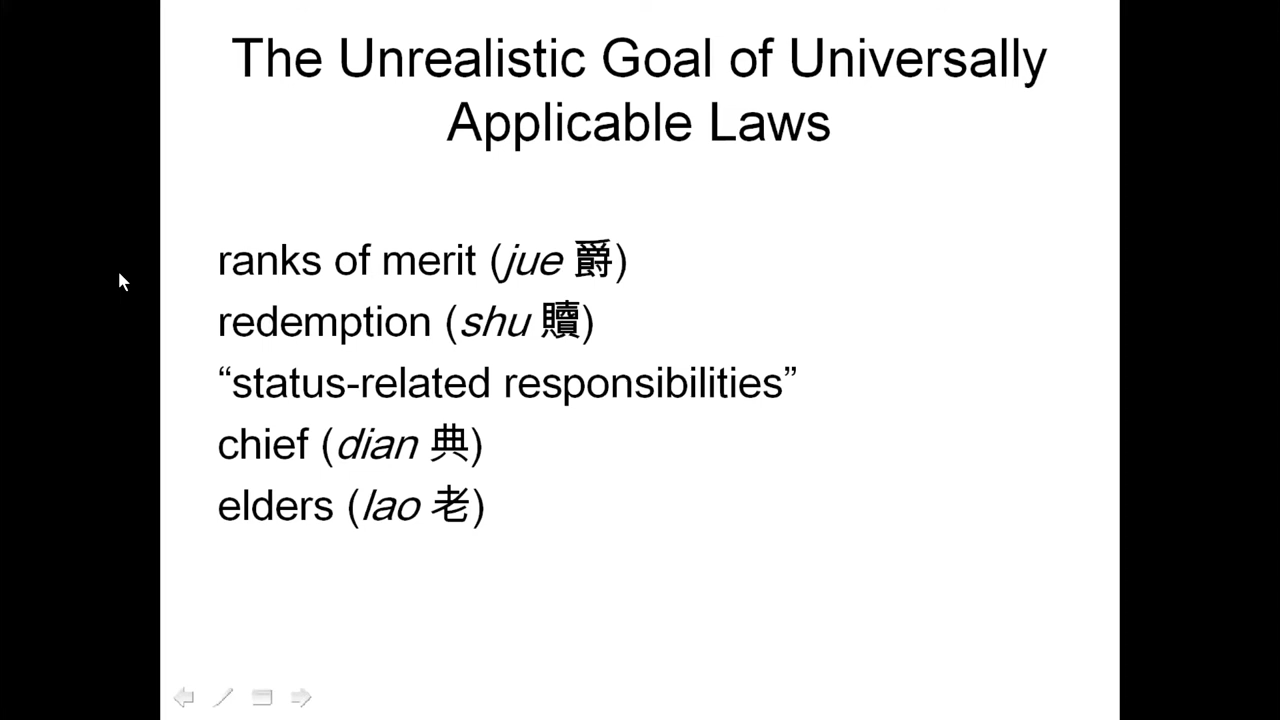 The Unrealistic Goal of Universally
Applicable Laws
ranks of merit (jue 爵)
redemption (shu 贖)
“status-related responsibilities”
chief (dian 典)
elders (lao 老)